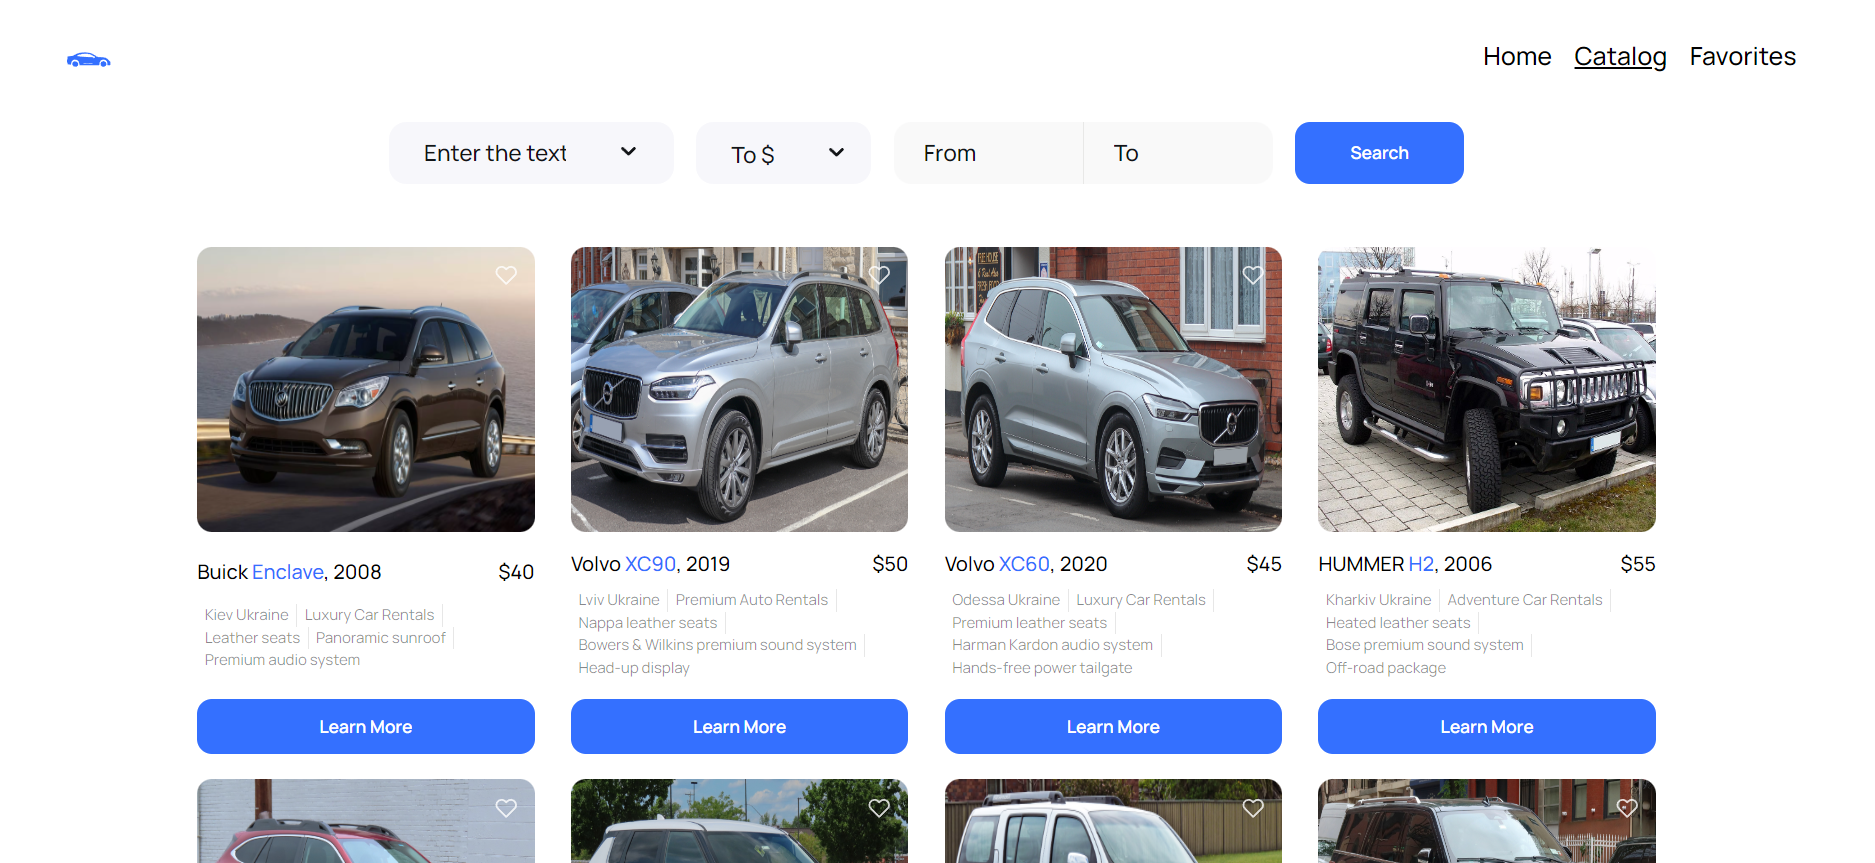 Home Catalog Favorites
Enter the text To $ From To Search
Buick Enclave, 2008 $40
Kiev Ukraine Luxury Car Rentals
Leather seats Panoramic sunroof
Premium audio system
Learn More
Volvo XC90, 2019 $50
Lviv Ukraine Premium Auto Rentals
Nappa leather seats
Bowers & Wilkins premium sound system
Head-up display
Learn More
Volvo XC60, 2020 $45
Odessa Ukraine Luxury Car Rentals
Premium leather seats
Harman Kardon audio system
Hands-free power tailgate
Learn More
HUMMER H2, 2006 $55
Kharkiv Ukraine Adventure Car Rentals
Heated leather seats
Bose premium sound system
Off-road package
Learn More